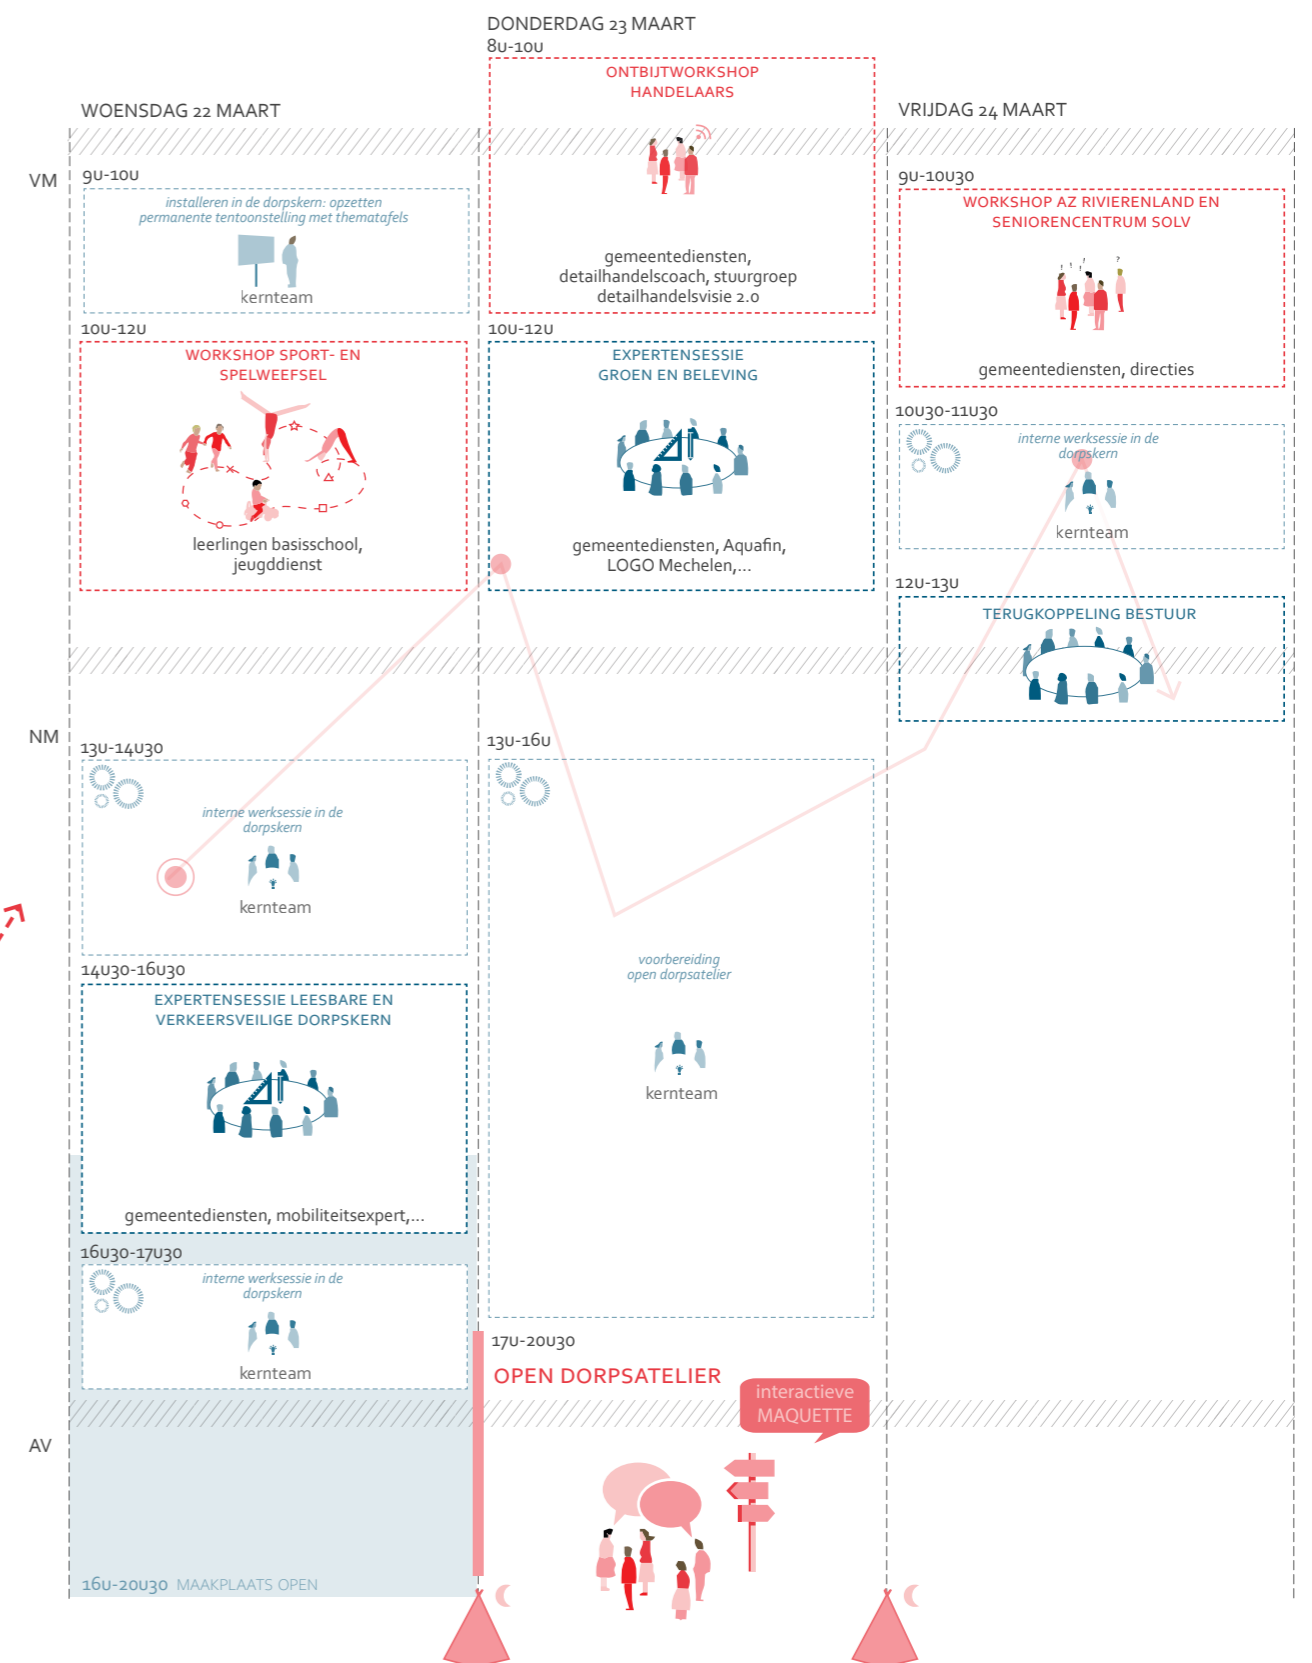 WOENSDAG 22 MAART
VM
9U-10U
installeren in de dorpskern: opzetten
permanente tentoonstelling met thematafels
kernteam
10U-12U
WORKSHOP SPORT- EN
SPELWEEFSEL
leerlingen basisschool,
jeugddienst
NM
13U-14U30
interne werksessie in de
dorpskern
kernteam
14U30-16U30
EXPERTENSESSIE LEESBARE EN
VERKEERSVEILIGE DORPSKERN
gemeentediensten, mobiliteitsexpert,...
16U30-17U30
interne werksessie in de
dorpskern
kernteam
AV
16U-20U30 MAAKPLAATS OPEN
DONDERDAG 23 MAART
8U-10U
ONTBIJTWORKSHOP
HANDELAARS
gemeentediensten,
detailhandelscoach, stuurgroep
detailhandelsvisie 2.0
10U-12U
EXPERTENSESSIE
GROEN EN BELEVING
gemeentediensten, Aquafin,
LOGO Mechelen,...
13U-16U
voorbereiding
open dorpsatelier
kernteam
17U-20U30
OPEN DORPSATELIER
interactieve
MAQUETTE
VRIJDAG 24 MAART
9U-10U30
WORKSHOP AZ RIVIERENLAND EN
SENIORENCENTRUM SOLV
! ! ! ! ?
gemeentediensten, directies
10U30-11U30
interne werksessie in de
dorpskern
kernteam
12U-13U
TERUGKOPPELING BESTUUR